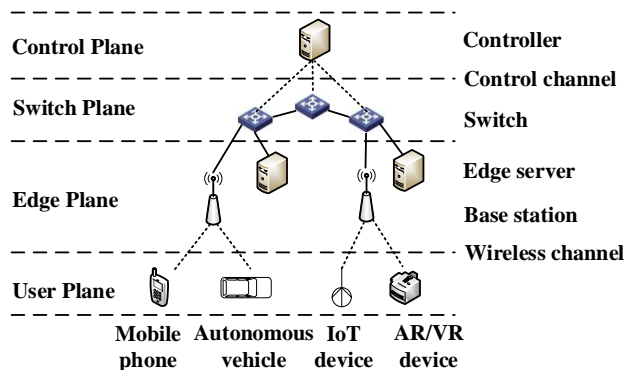 Control Plane
Controller
Control channel
Switch Plane
Switch
Edge server
Edge Plane
Base station
Wireless channel
User Plane
Mobile phone
Autonomous vehicle
IoT device
AR/VR device